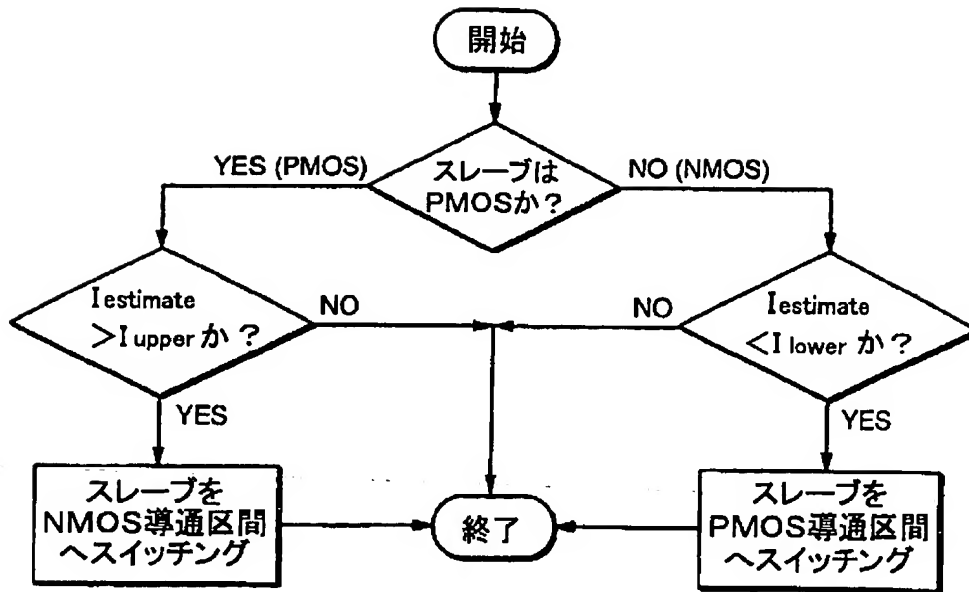 開始
スレーブは
PMOSか？
YES (PMOS)
NO (NMOS)
Iestimate
＞Iupperか？
NO
YES
Iestimate
＜Ilowerか？
NO
YES
スレーブを
NMOS導通区間
へスイッチング
終了
スレーブを
PMOS導通区間
へスイッチング